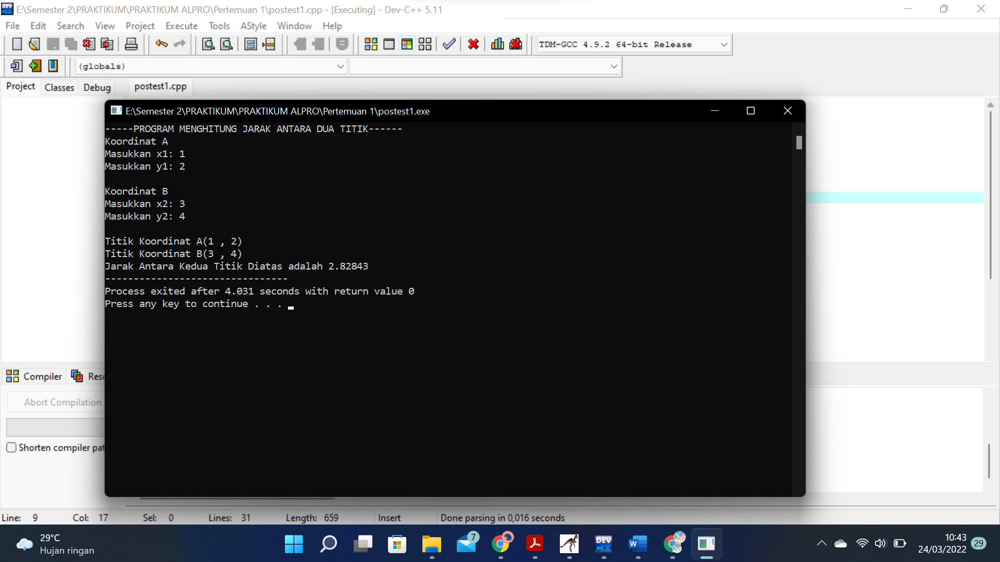 E:\Semester 2\PRAKTIKUM\PRAKTIKUM ALPRO\Pertemuan 1\postest1.cpp - [Executing] - Dev-C++ 5.11
File Edit Search View Project Execute Tools AStyle Window Help
TDM-GCC 4.9.2 64-bit Release
(globals)
Project Classes Debug postest1.cpp
E:\Semester 2\PRAKTIKUM\PRAKTIKUM ALPRO\Pertemuan 1\postest1.exe
-----PROGRAM MENGHITUNG JARAK ANTARA DUA TITIK------
Koordinat A
Masukkan x1: 1
Masukkan y1: 2
Koordinat B
Masukkan x2: 3
Masukkan y2: 4
Titik Koordinat A(1 , 2)
Titik Koordinat B(3 , 4)
Jarak Antara Kedua Titik Diatas adalah 2.82843
--------------------------------
Process exited after 4.031 seconds with return value 0
Press any key to continue . . .
Compiler Reso
Abort Compilation
Shorten compiler pat
Line: 9 Col: 17 Sel: 0 Lines: 31 Length: 659 Insert Done parsing in 0,016 seconds
29°C
Hujan ringan
7
DEV C++
W
10:43
24/03/2022
29